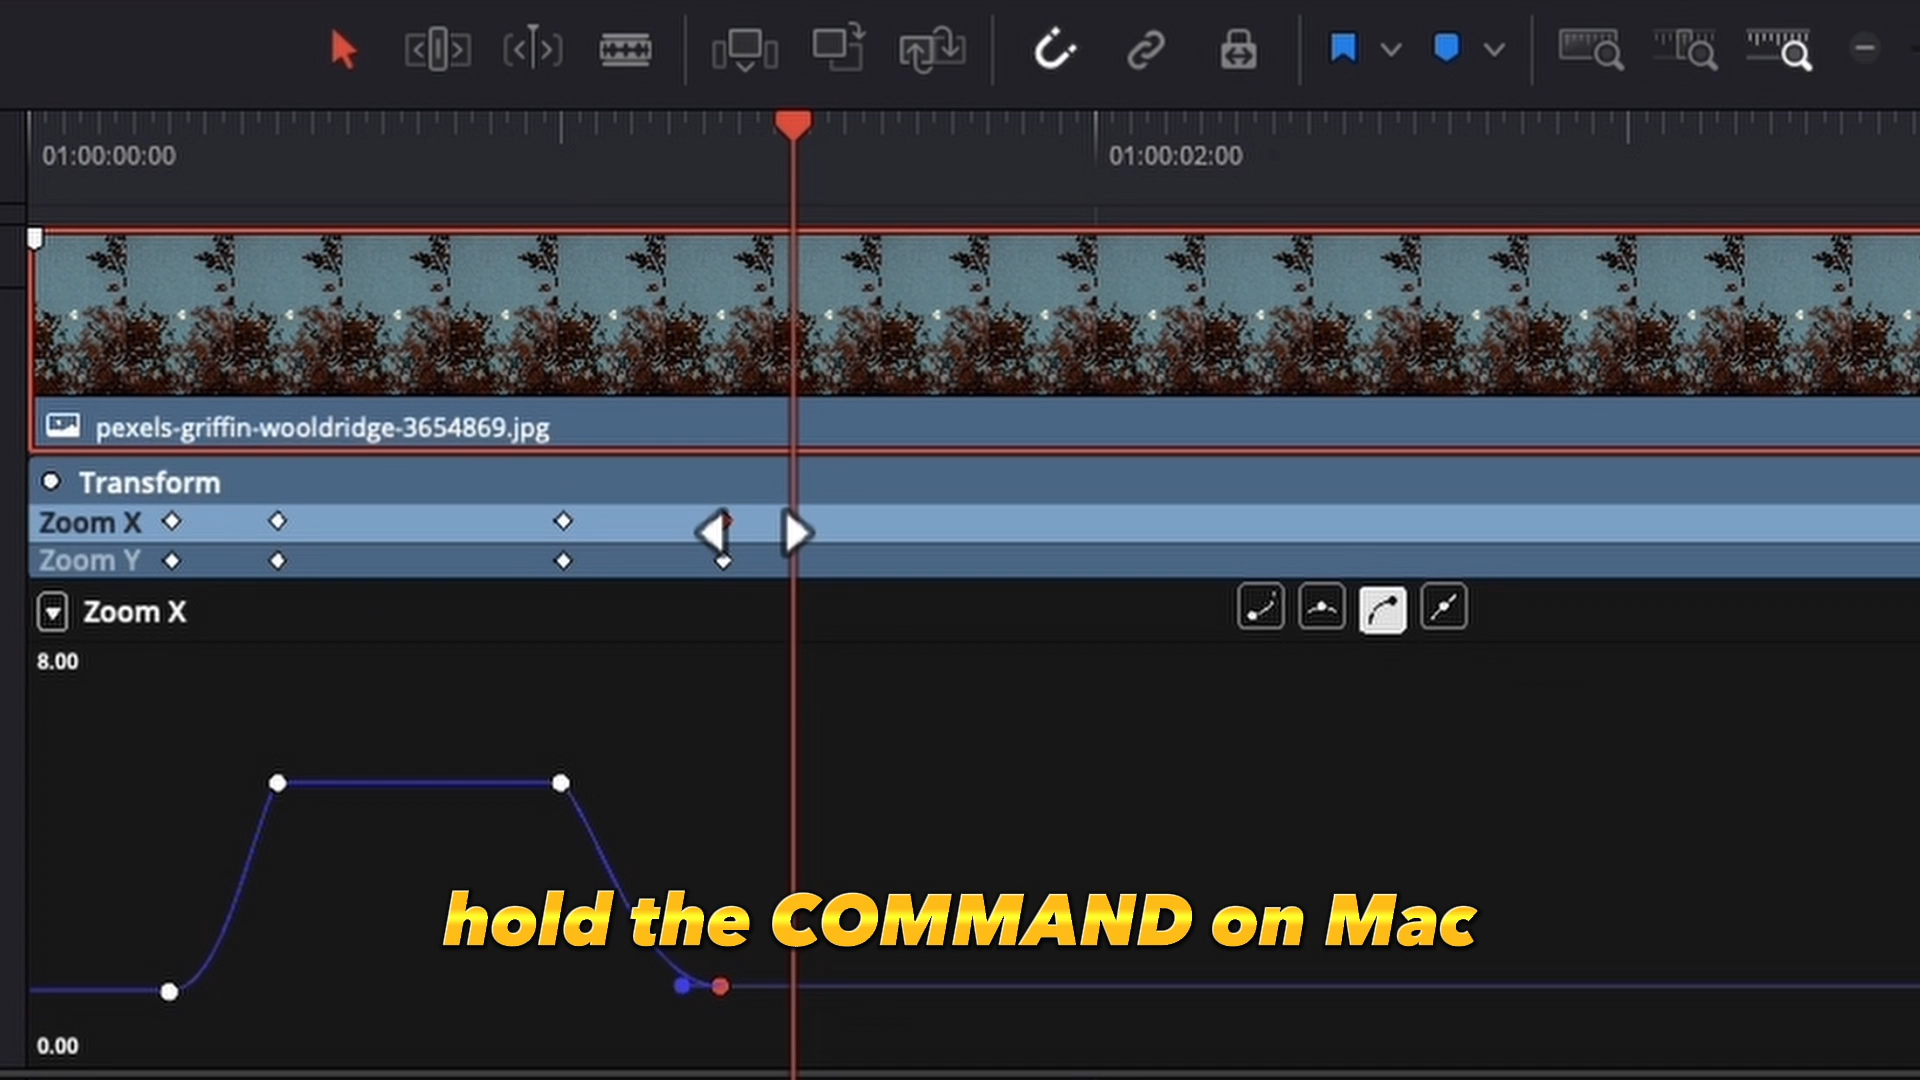 01:00:00:00
01:00:02:00
pexels-griffin-wooldridge-3654869.jpg
Transform
Zoom X
Zoom Y
Zoom X
8.00
hold the COMMAND on Mac
0.00